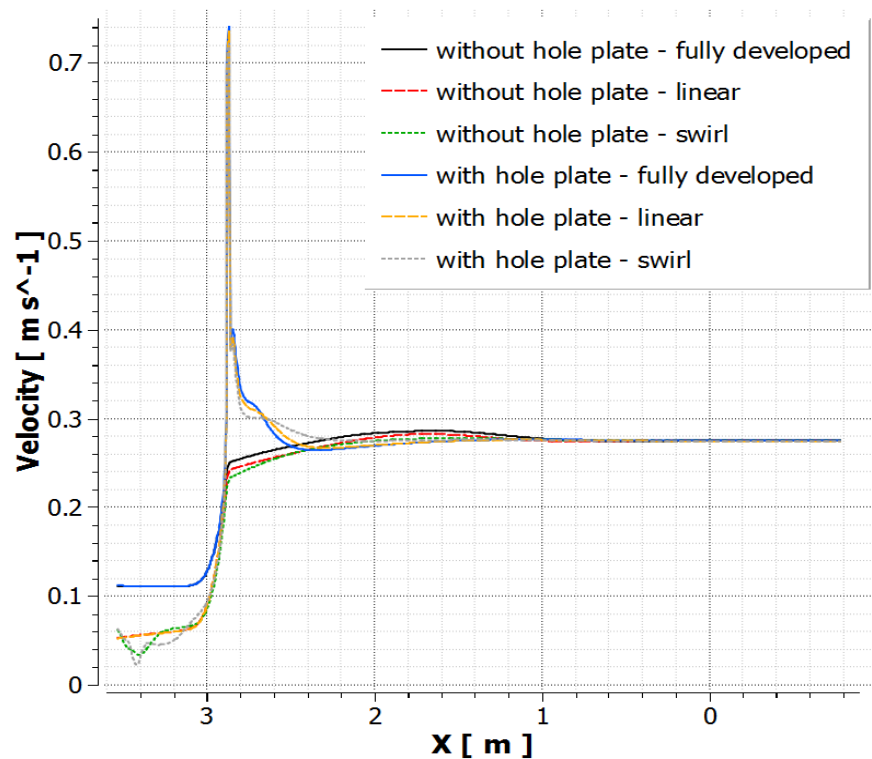 0.7
0.6
0.5
0.4
0.3
0.2
0.1
0
Velocity [ m s^-1 ]
without hole plate - fully developed
without hole plate - linear
without hole plate - swirl
with hole plate - fully developed
with hole plate - linear
with hole plate - swirl
3 2 1 0
X [ m ]